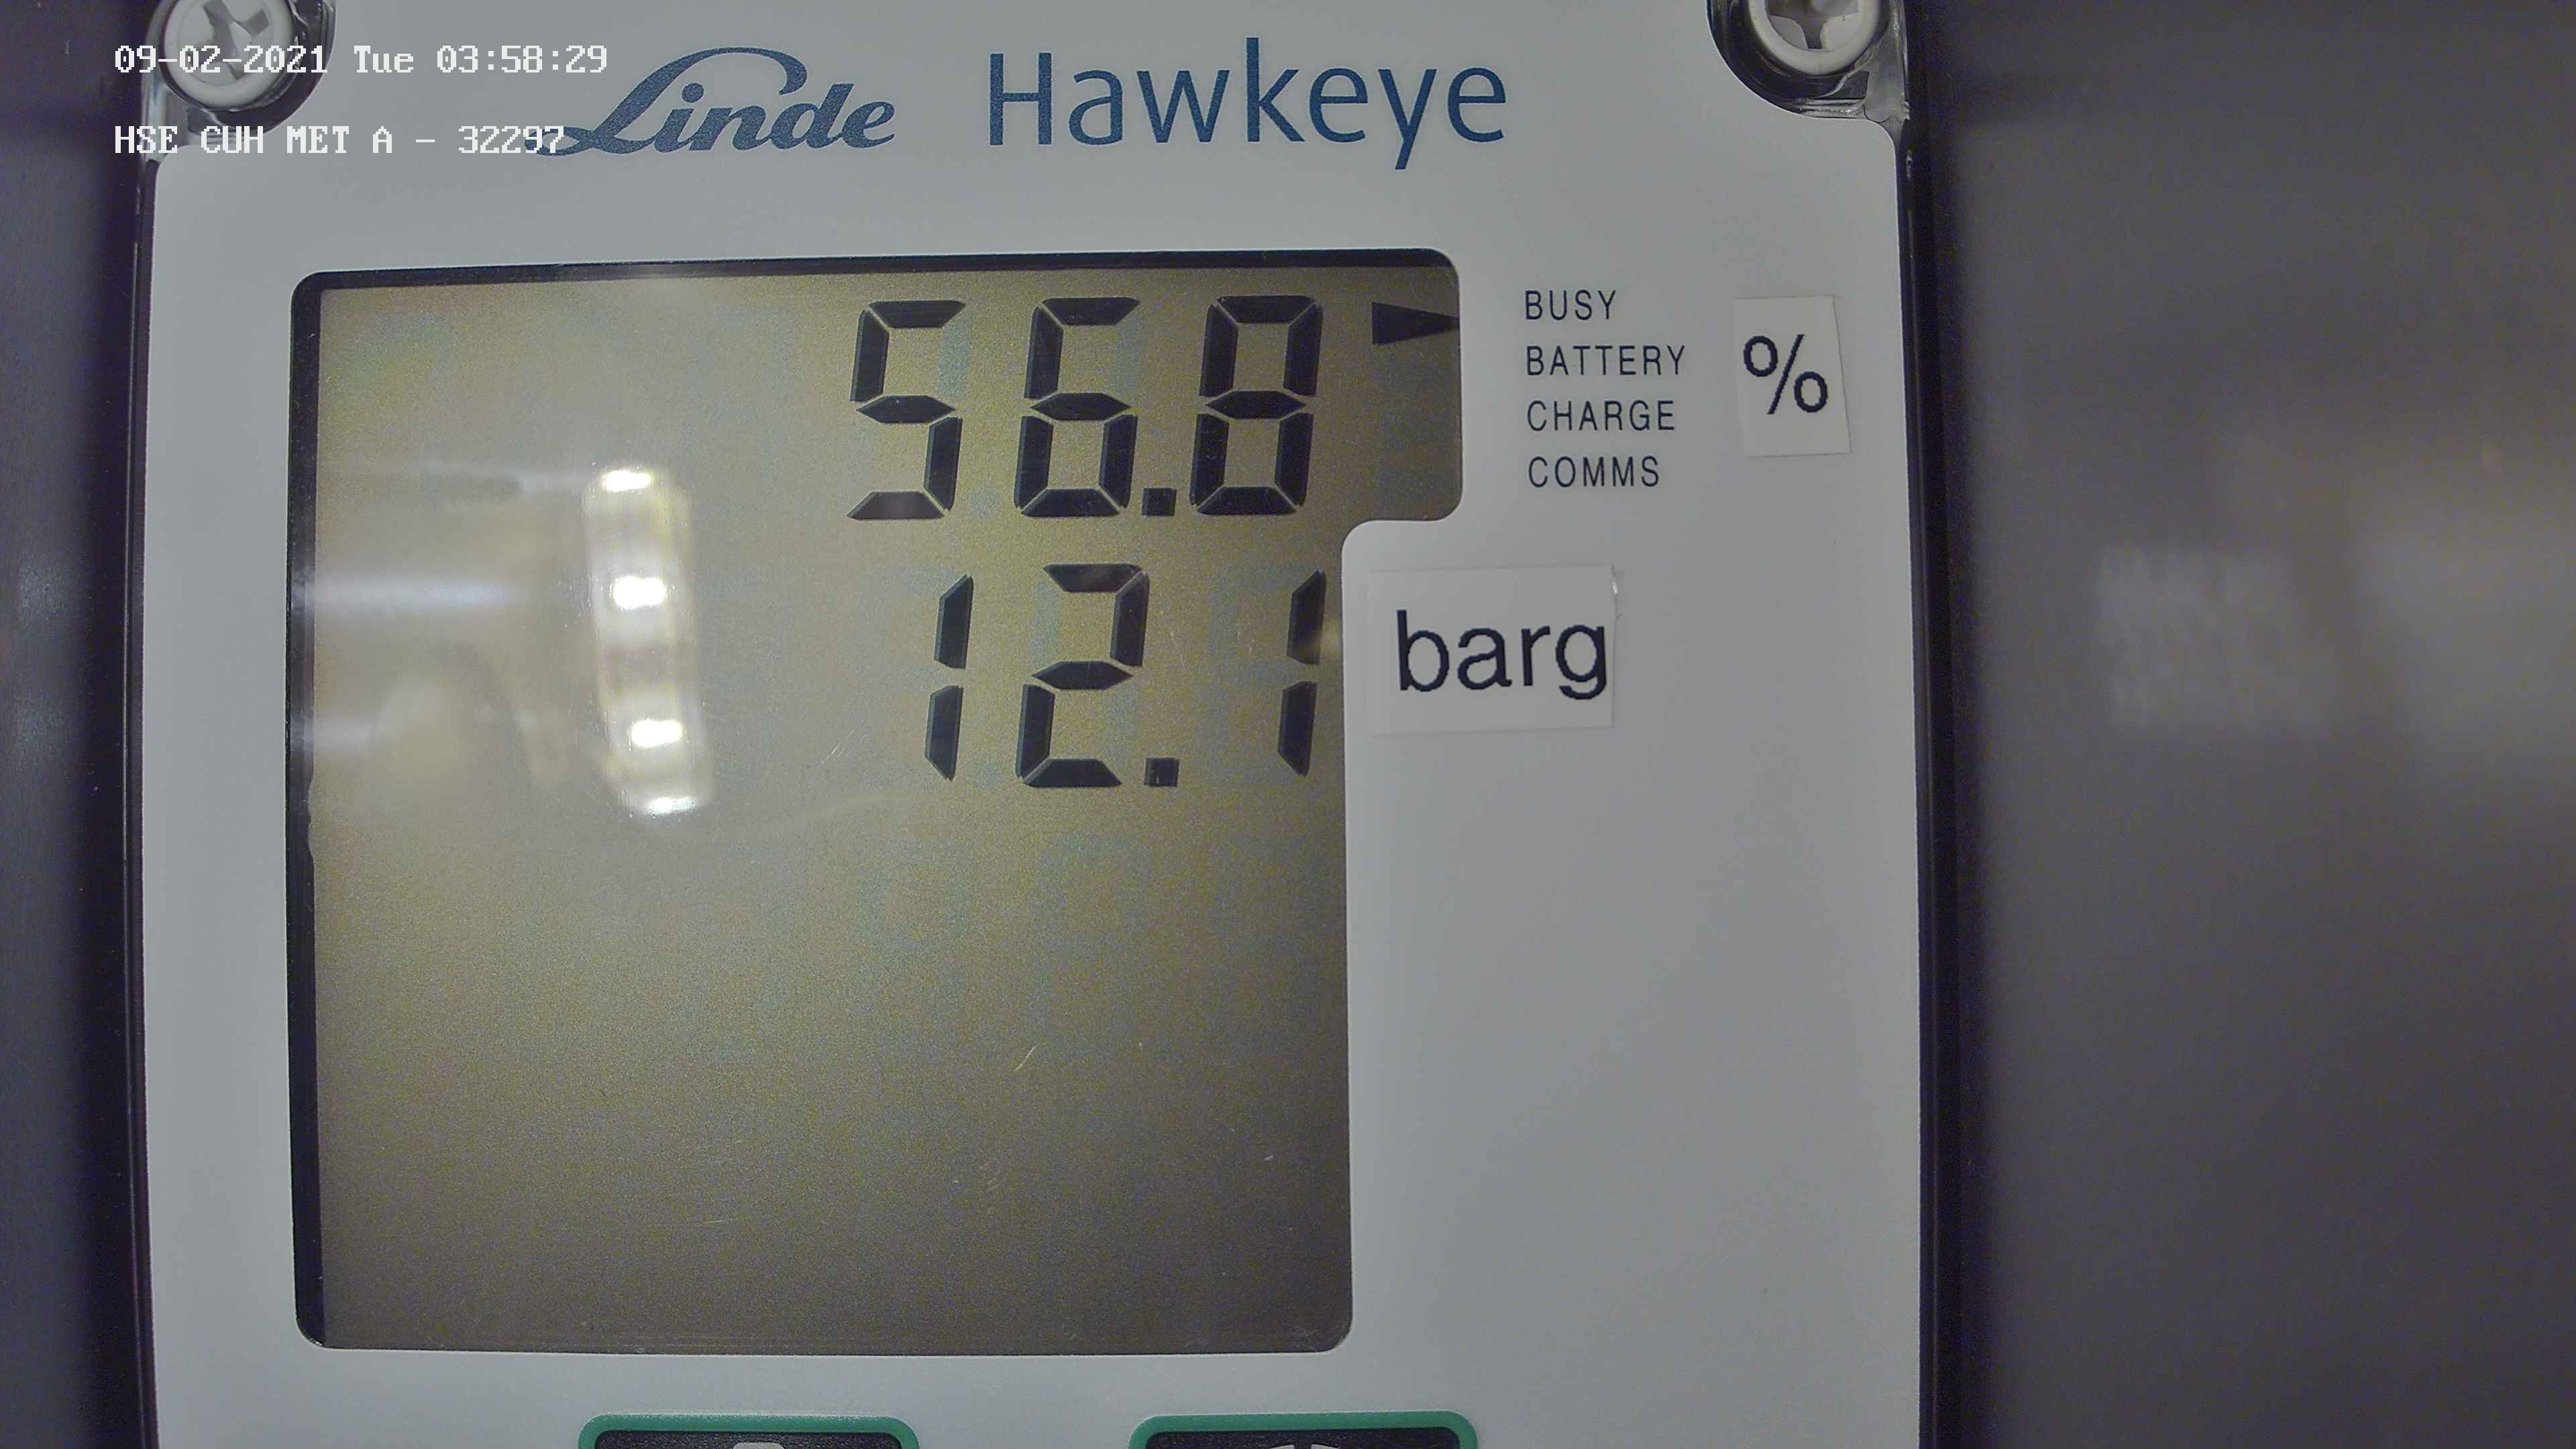 09-02-2021 Tue 03:58:29
Linde Hawkeye
HSE CUH MET A - 32297
56.8
BUSY
BATTERY
CHARGE
COMMS
%
12.1
barg